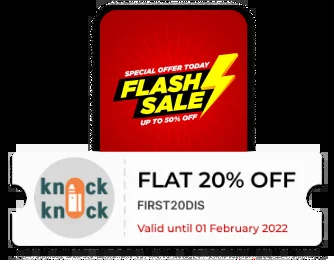 SPECIAL OFFER TODAY
FLASH
SALE
UP TO 50% OFF
knock
knock
FLAT 20% OFF
FIRST20DIS
Valid until 01 February 2022